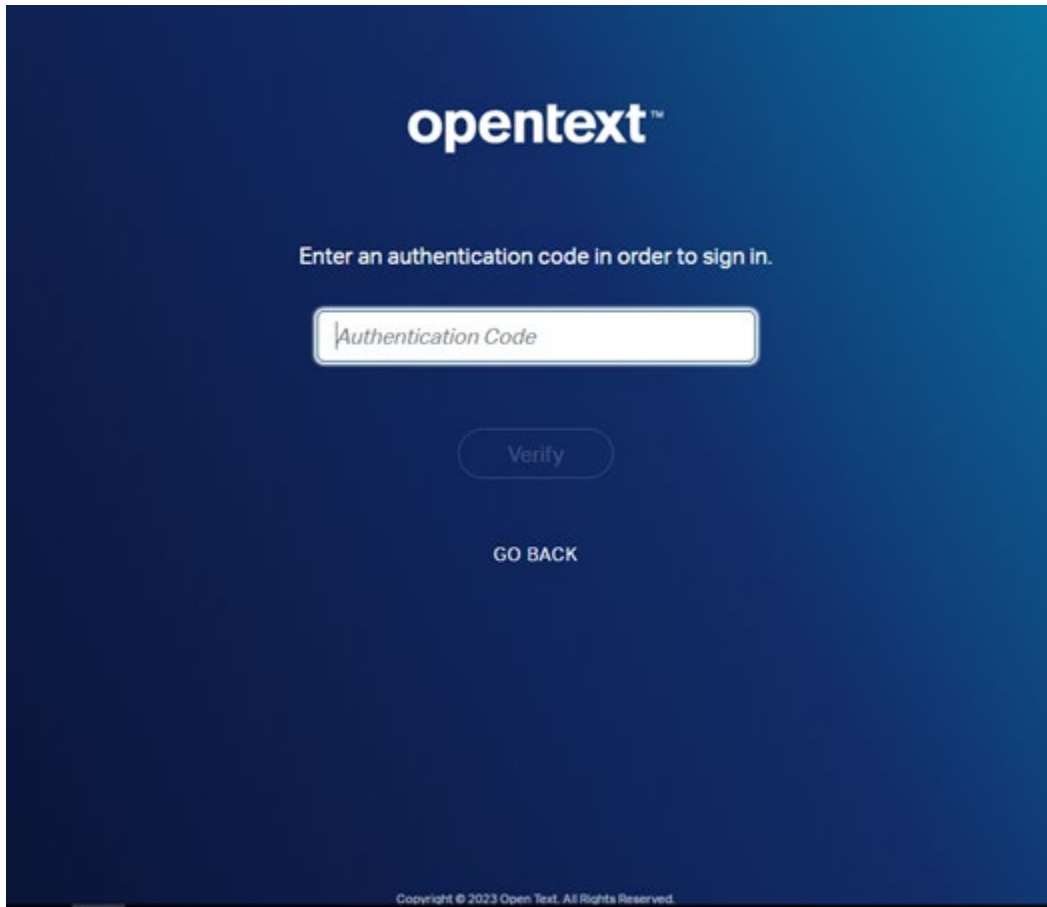 opentext™
Enter an authentication code in order to sign in.
Authentication Code
Verify
GO BACK
Copyright © 2023 Open Text. All Rights Reserved.